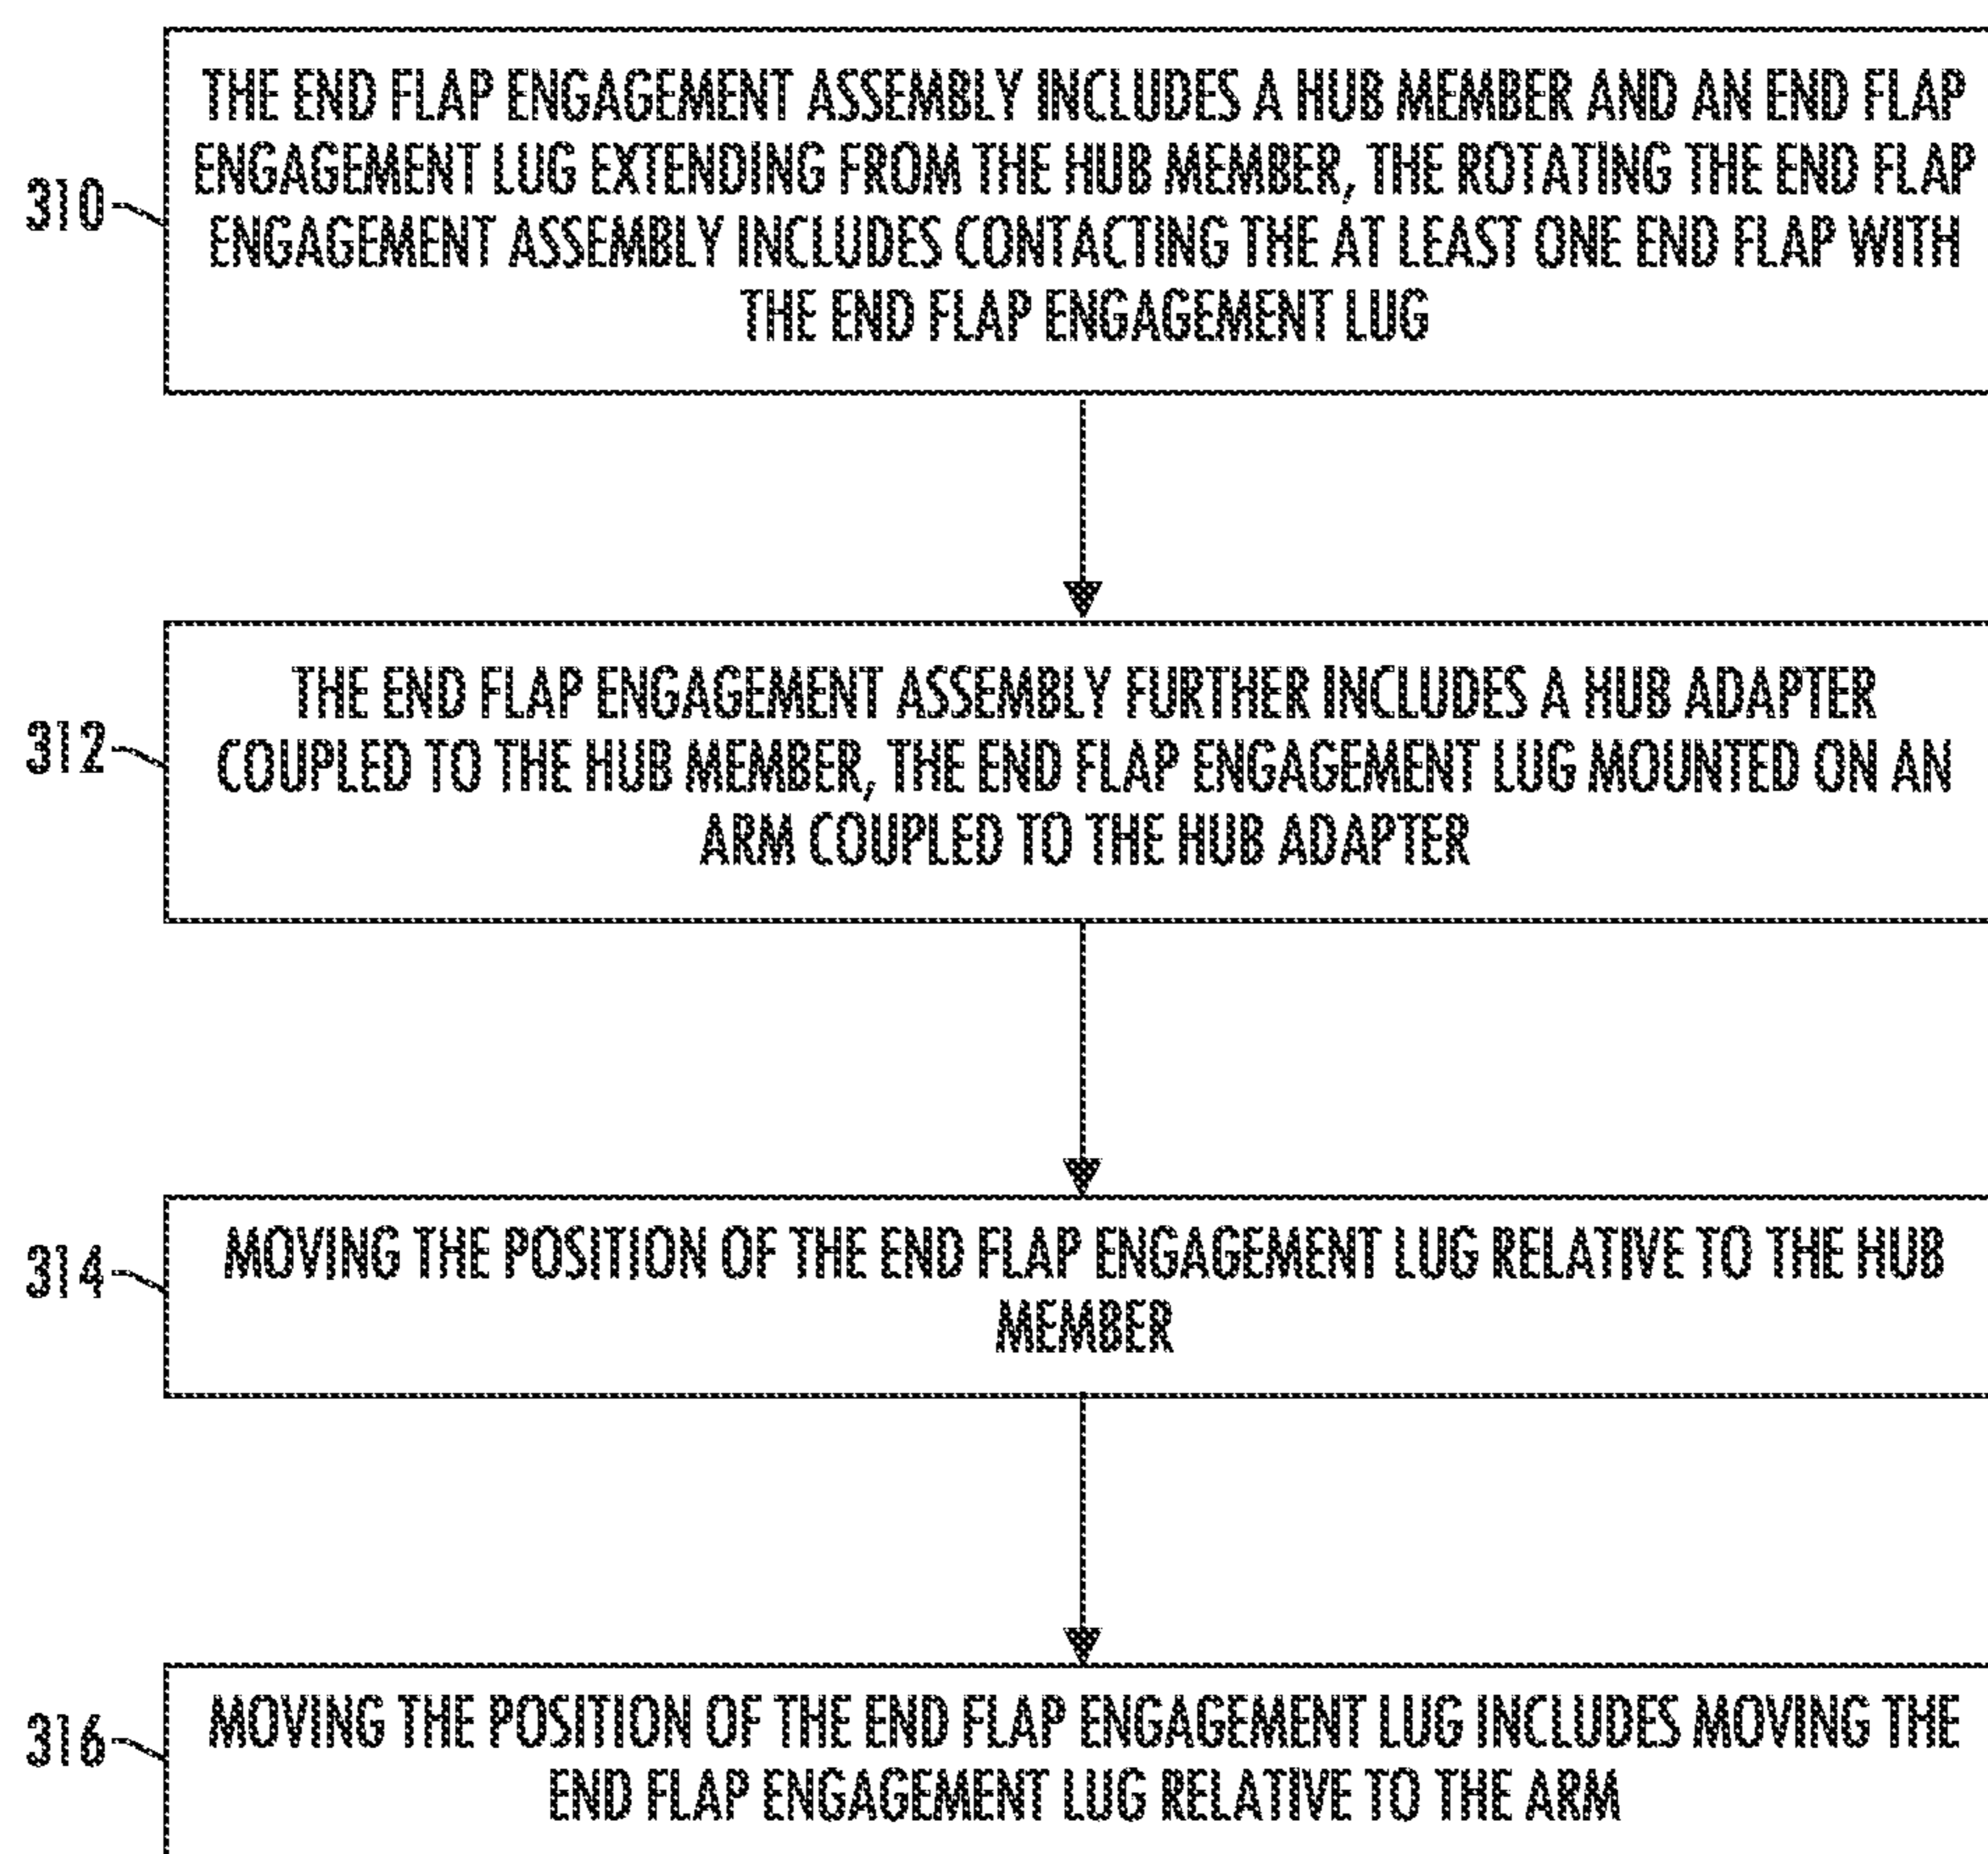 THE END FLAP ENGAGEMENT ASSEMBLY INCLUDES A HUB MEMBER AND AN END FLAP
ENGAGEMENT LUG EXTENDING FROM THE HUB MEMBER, THE ROTATING THE END FLAP
310
ENGAGEMENT ASSEMBLY INCLUDES CONTACTING THE AT LEAST ONE END FLAP WITH
THE END FLAP ENGAGEMENT LUG
THE END FLAP ENGAGEMENT ASSEMBLY FURTHER INCLUDES A HUB ADAPTER
312
COUPLED TO THE HUB MEMBER, THE END FLAP ENGAGEMENT LUG MOUNTED ON AN
ARM COUPLED TO THE HUB ADAPTER
314
MOVING THE POSITION OF THE END FLAP ENGAGEMENT LUG RELATIVE TO THE HUB
MEMBER
316
MOVING THE POSITION OF THE END FLAP ENGAGEMENT LUG INCLUDES MOVING THE
END FLAP ENGAGEMENT LUG RELATIVE TO THE ARM